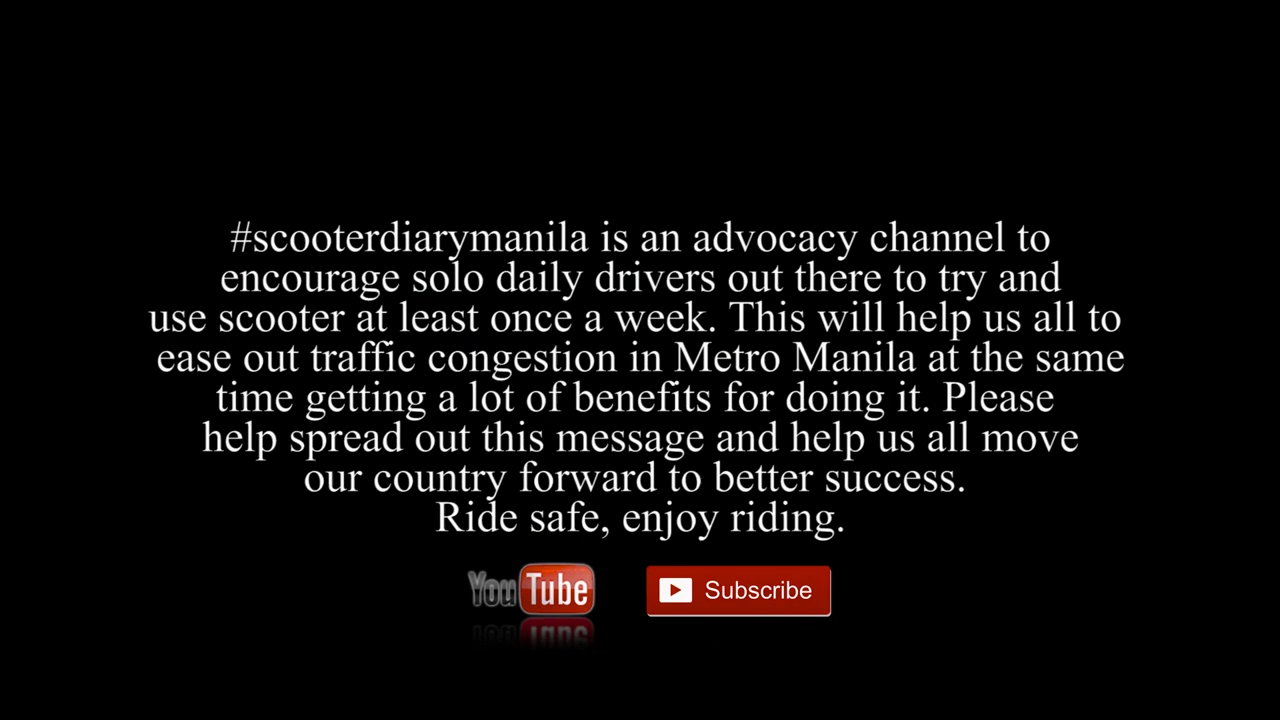 #scooterdiarymanila is an advocacy channel to
encourage solo daily drivers out there to try and
use scooter at least once a week. This will help us all to
ease out traffic congestion in Metro Manila at the same
time getting a lot of benefits for doing it. Please
help spread out this message and help us all move
our country forward to better success.
Ride safe, enjoy riding.
YouTube
Subscribe